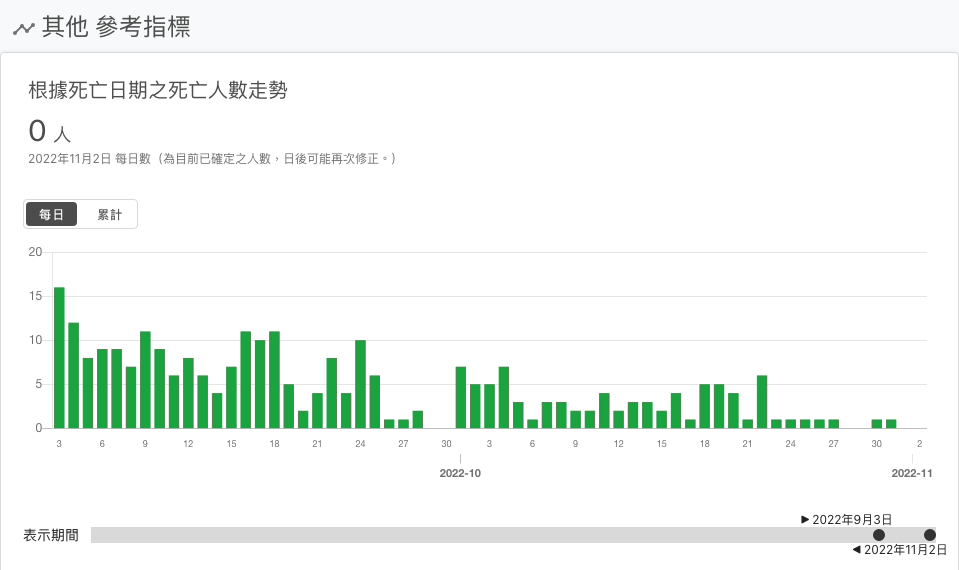 其他 參考指標
根據死亡日期之死亡人數走勢
0 人
2022年11月2日 每日數（為目前已確定之人數，日後可能再次修正。）
每日 累計
20
15
10
5
0
3 6 9 12 15 18 21 24 27 30 3 6 9 12 15 18 21 24 27 30 2
2022-10 2022-11
▶ 2022年9月3日
表示期間
◀ 2022年11月2日